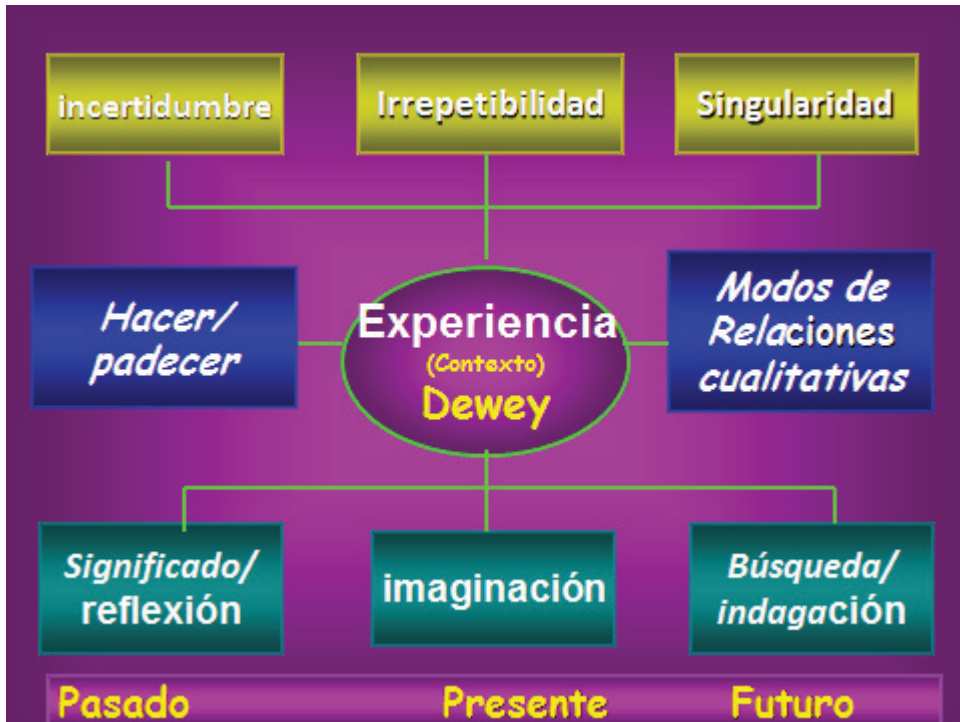 incertidumbre
Irrepetibilidad
Singularidad
Hacer/
padecer
Experiencia
(Contexto)
Dewey
Modos de
Relaciones
cualitativas
Significado/
reflexión
imaginación
Búsqueda/
indagación
Pasado
Presente
Futuro